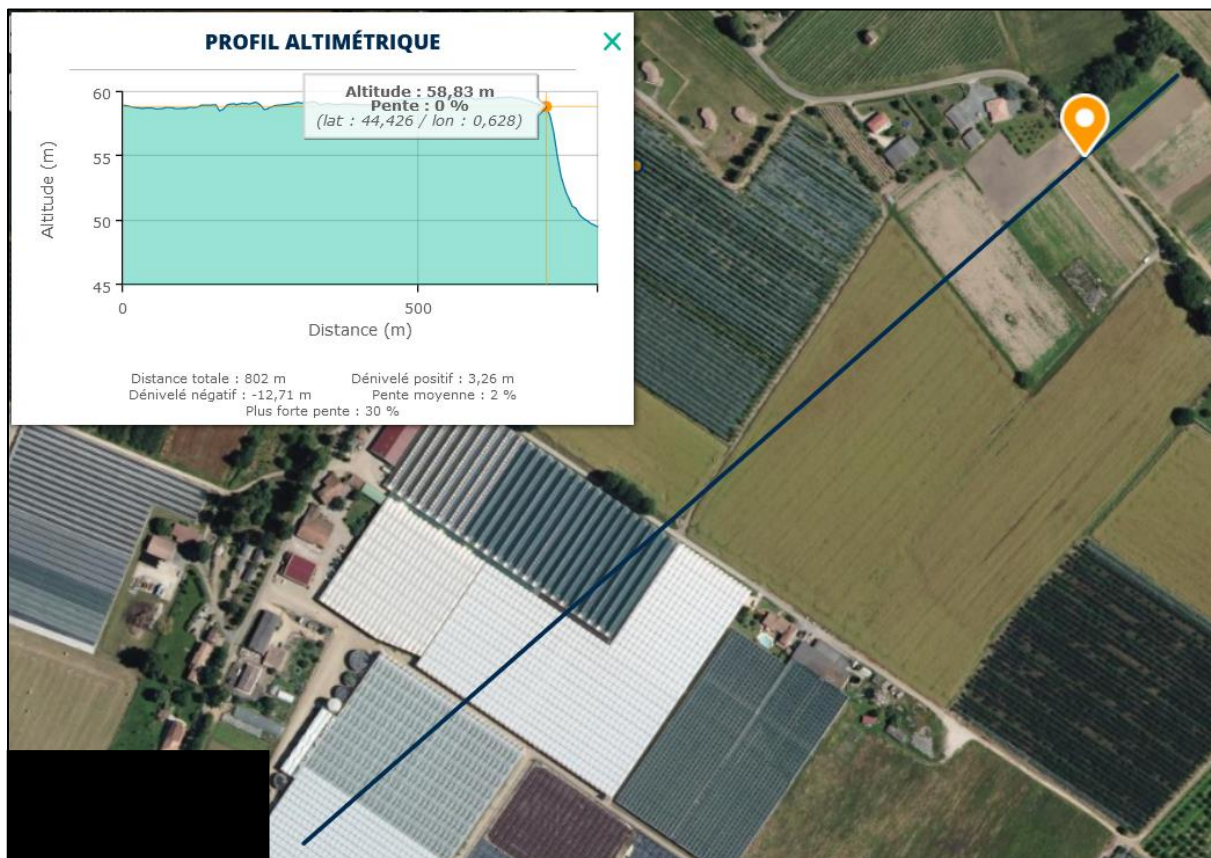 PROFIL ALTIMÉTRIQUE
60
Altitude : 58,83 m
Pente : 0 %
(lat : 44,426 / lon : 0,628)
55
Altitude (m)
50
45
0
500
Distance (m)
Distance totale : 802 m
Dénivelé positif : 3,26 m
Dénivelé négatif : -12,71 m
Pente moyenne : 2 %
Plus forte pente : 30 %